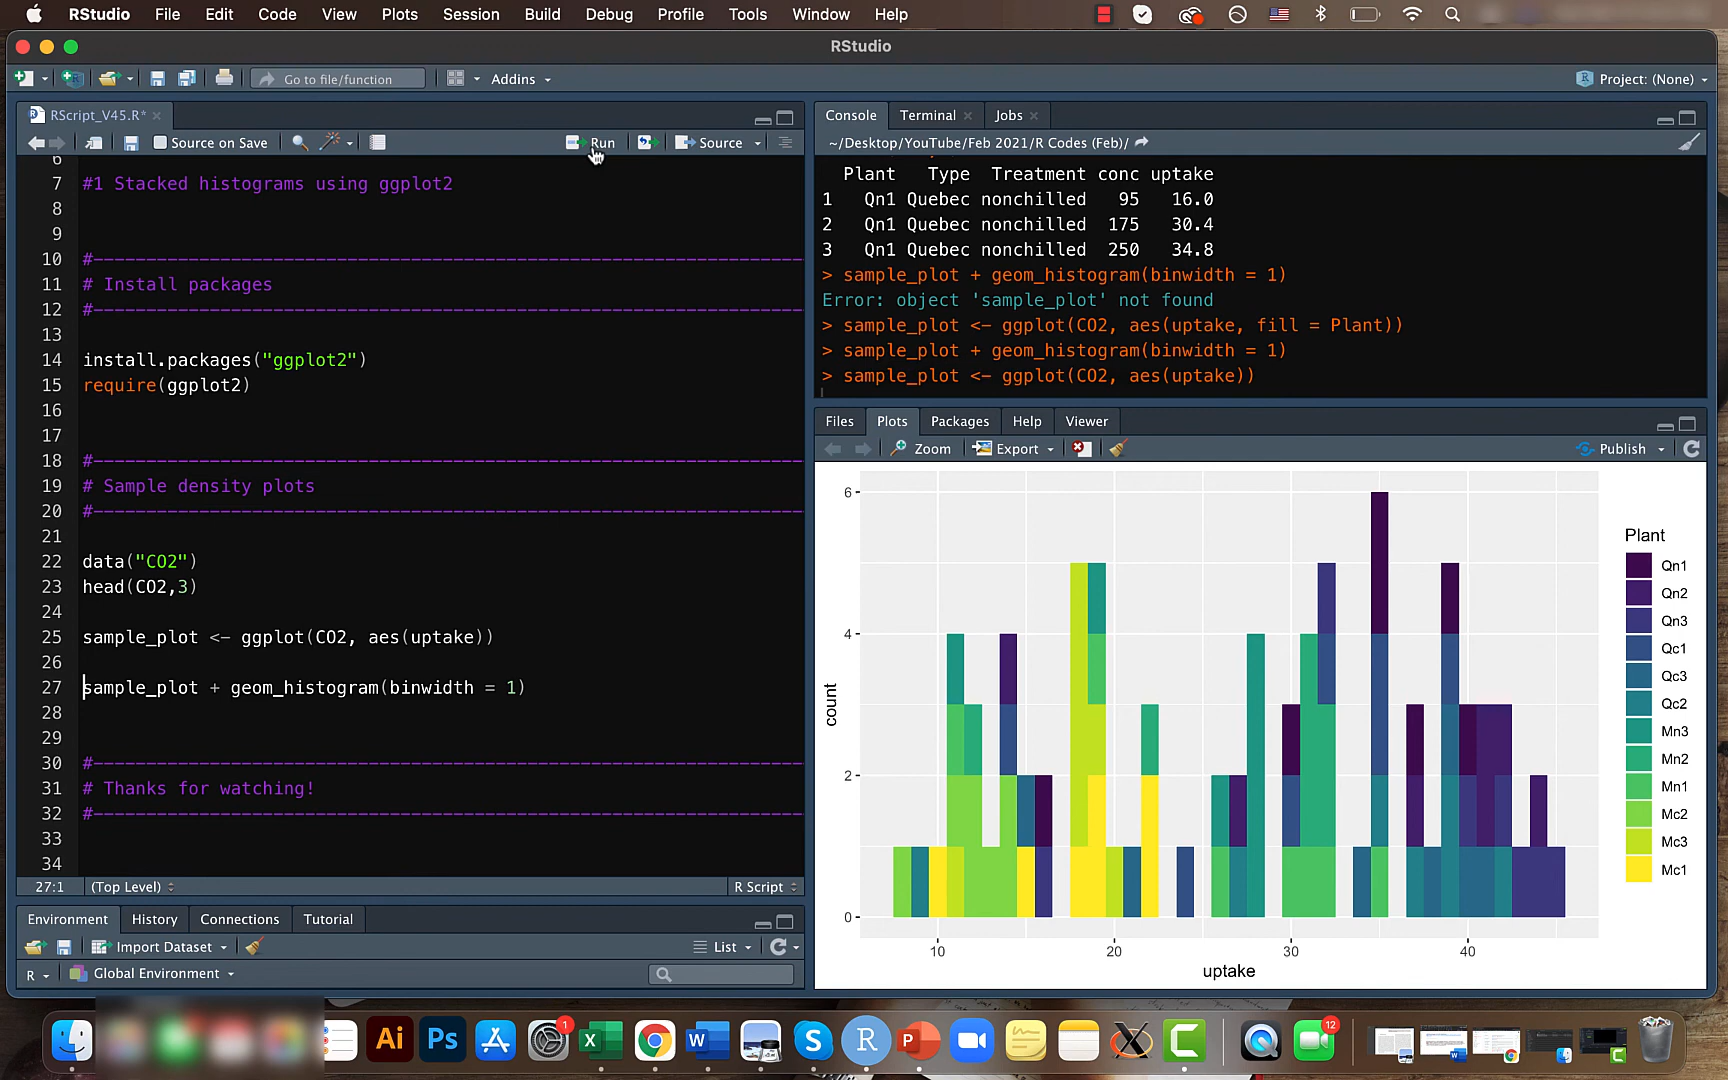 RStudio File Edit Code View Plots Session Build Debug Profile Tools Window Help
RStudio
Go to file/function Addins Project: (None)
RScript_V45.R*
Source on Save Run Source
6
7 #1 Stacked histograms using ggplot2
8
9
10 #--------------------------------------------------------------------
11 # Install packages
12 #--------------------------------------------------------------------
13
14 install.packages("ggplot2")
15 require(ggplot2)
16
17
18 #--------------------------------------------------------------------
19 # Sample density plots
20 #--------------------------------------------------------------------
21
22 data("CO2")
23 head(CO2,3)
24
25 sample_plot <- ggplot(CO2, aes(uptake))
26
27 sample_plot + geom_histogram(binwidth = 1)
28
29
30 #--------------------------------------------------------------------
31 # Thanks for watching!
32 #--------------------------------------------------------------------
33
34
27:1 (Top Level) R Script
Environment History Connections Tutorial
Import Dataset List
R Global Environment
Console Terminal Jobs
~/Desktop/YouTube/Feb 2021/R Codes (Feb)/
Plant Type Treatment conc uptake
1 Qn1 Quebec nonchilled 95 16.0
2 Qn1 Quebec nonchilled 175 30.4
3 Qn1 Quebec nonchilled 250 34.8
> sample_plot + geom_histogram(binwidth = 1)
Error: object 'sample_plot' not found
> sample_plot <- ggplot(CO2, aes(uptake, fill = Plant))
> sample_plot + geom_histogram(binwidth = 1)
> sample_plot <- ggplot(CO2, aes(uptake))
Files Plots Packages Help Viewer
Zoom Export Publish
6
4
2
0
count
10 20 30 40
uptake
Plant
Qn1
Qn2
Qn3
Qc1
Qc3
Qc2
Mn3
Mn2
Mn1
Mc2
Mc3
Mc1
Ai Ps 1 X W S R P X C 12